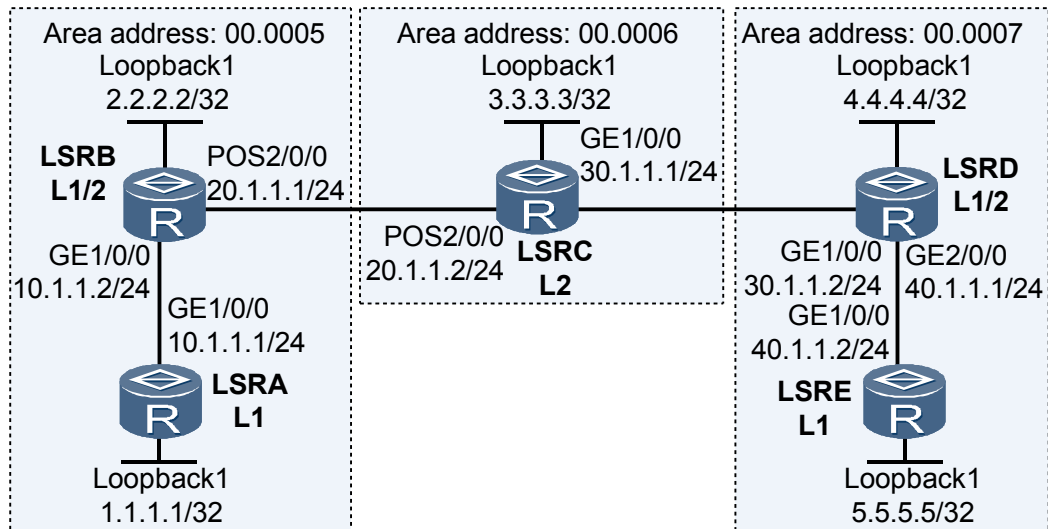 Area address: 00.0005
Loopback1
2.2.2.2/32
LSRB
L1/2
POS2/0/0
20.1.1.1/24
GE1/0/0
10.1.1.2/24
GE1/0/0
10.1.1.1/24
R
LSRA
L1
R
Loopback1
1.1.1.1/32
Area address: 00.0006
Loopback1
3.3.3.3/32
GE1/0/0
30.1.1.1/24
R
POS2/0/0
20.1.1.2/24
LSRC
L2
Area address: 00.0007
Loopback1
4.4.4.4/32
LSRD
L1/2
R
GE1/0/0
30.1.1.2/24
GE2/0/0
40.1.1.1/24
GE1/0/0
40.1.1.2/24
LSRE
L1
R
Loopback1
5.5.5.5/32